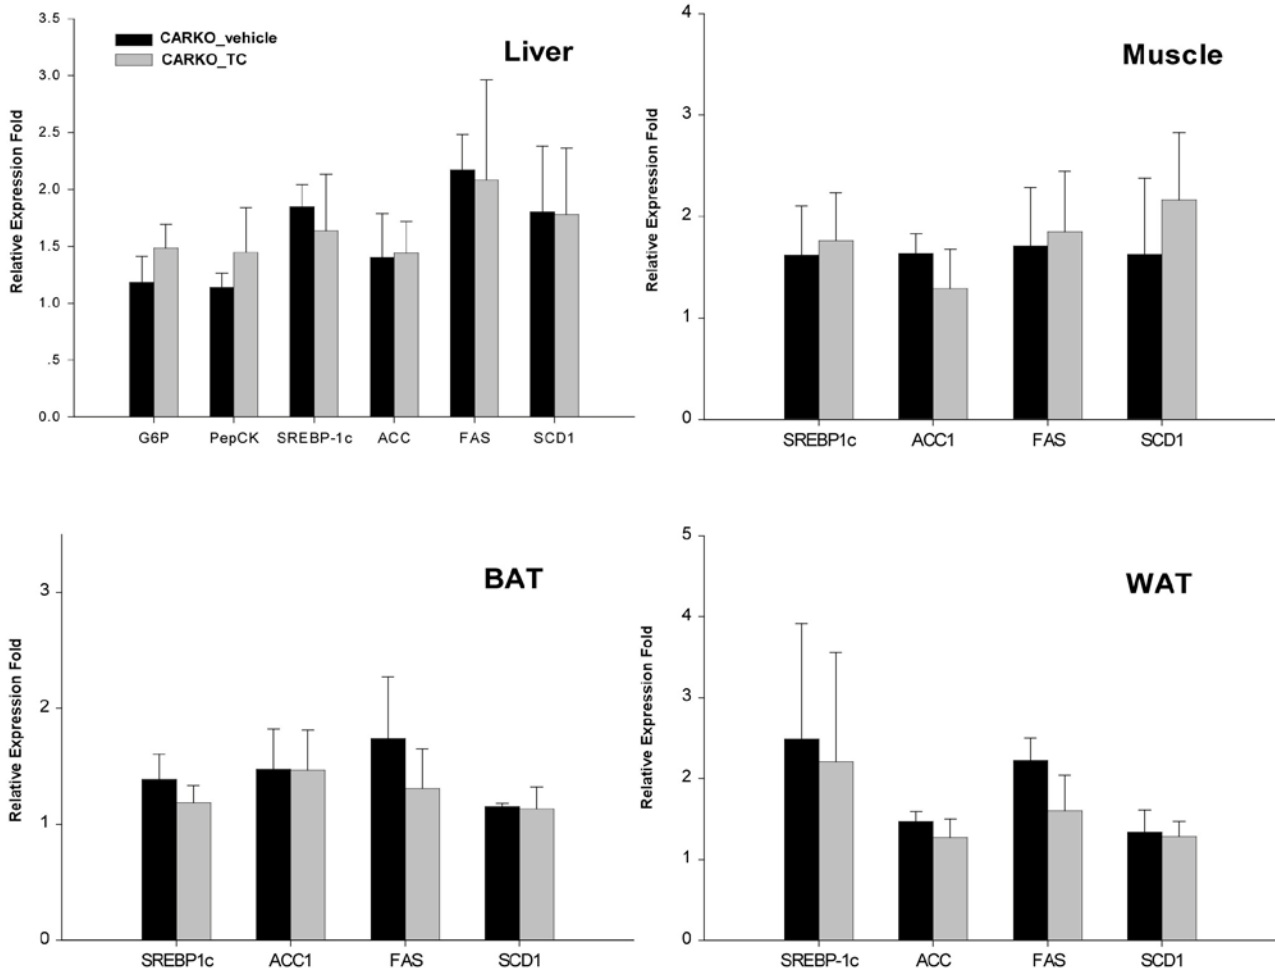 3.5
3.0
2.5
2.0
1.5
1.0
.5
0.0
Relative Expression Fold
CARKO_vehicle
CARKO_TC
Liver
G6P PepCK SREBP-1c ACC FAS SCD1
4
3
2
1
0
Relative Expression Fold
Muscle
SREBP1c ACC1 FAS SCD1
3
2
1
0
Relative Expression Fold
BAT
SREBP1c ACC1 FAS SCD1
5
4
3
2
1
0
Relative Expression Fold
WAT
SREBP-1c ACC FAS SCD1